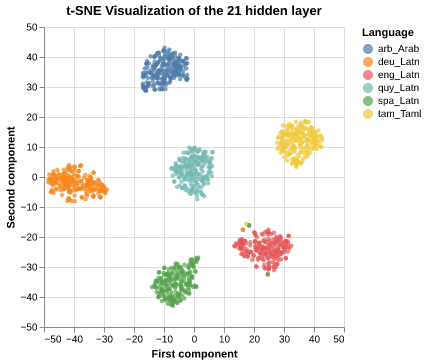 t-SNE Visualization of the 21 hidden layer
Language
arb_Arab
deu_Latn
eng_Latn
quy_Latn
spa_Latn
tam_Taml
Second component
50
40
30
20
10
0
−10
−20
−30
−40
−50
−50 −40 −30 −20 −10 0 10 20 30 40 50
First component